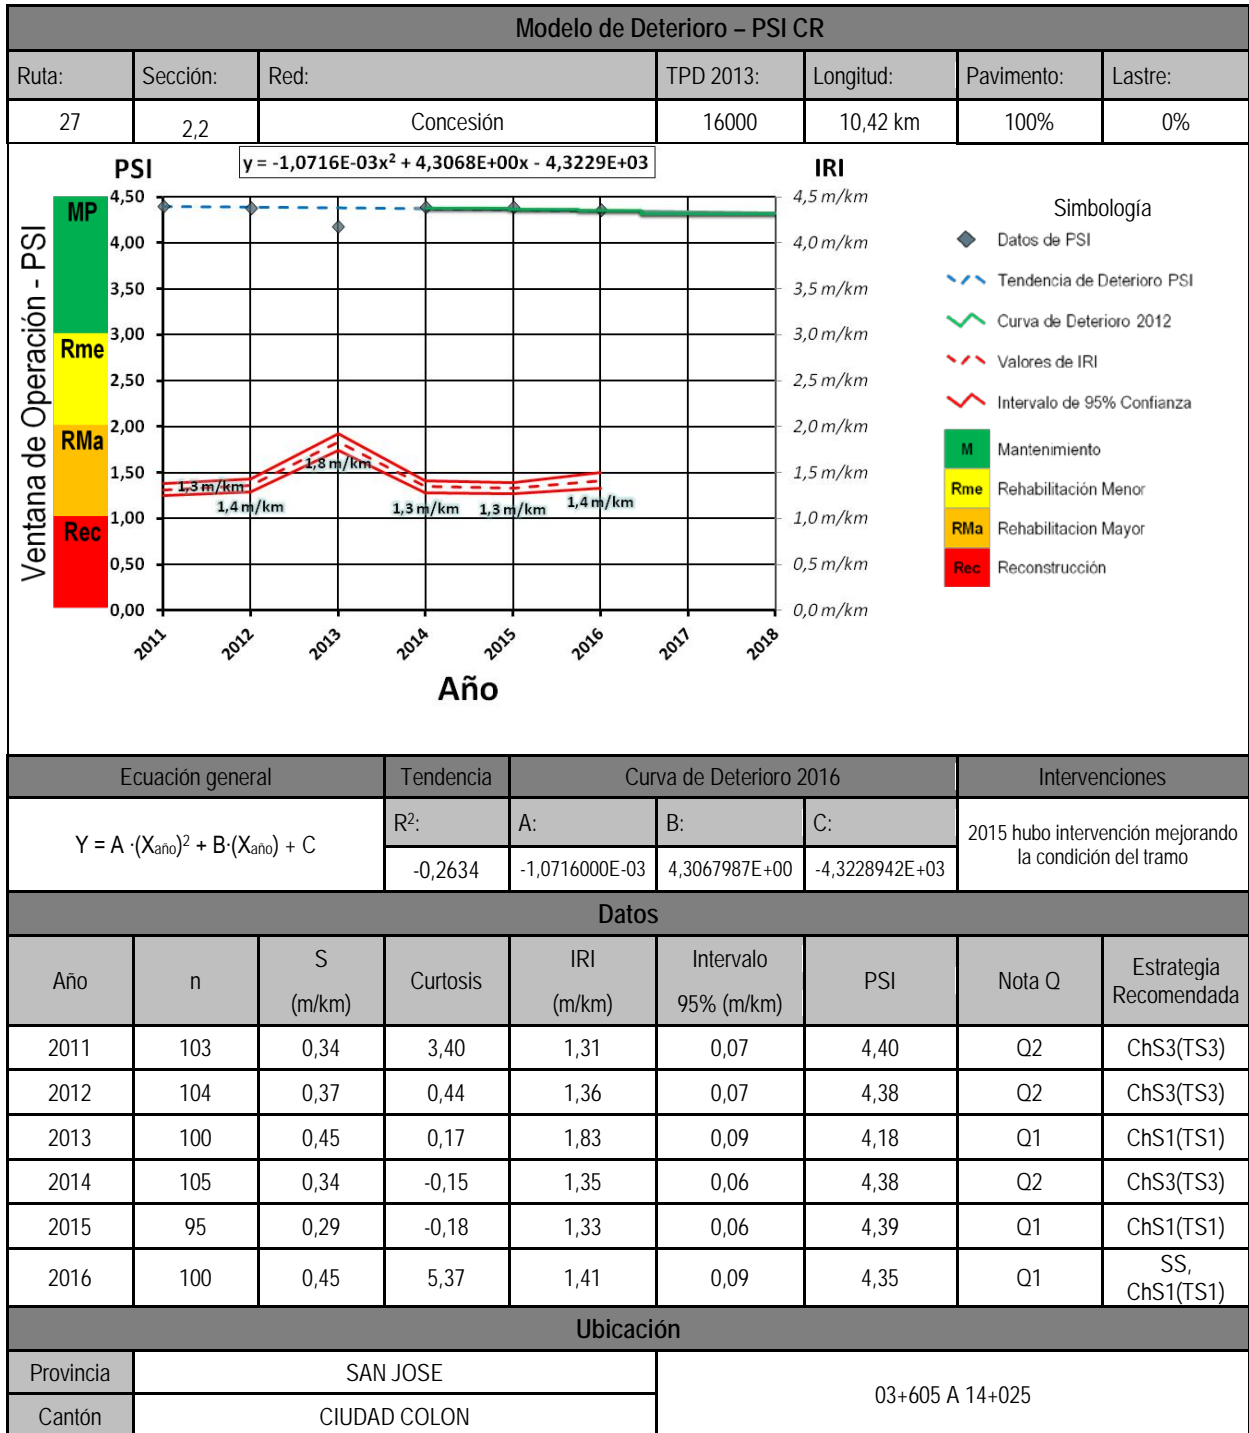 Modelo de Deterioro – PSI CR
Ruta: Sección: Red: TPD 2013: Longitud: Pavimento: Lastre:
27 2,2 Concesión 16000 10,42 km 100% 0%
PSI y = -1,0716E-03x² + 4,3068E+00x - 4,3229E+03 IRI
Ventana de Operación - PSI
MP
Rme
RMa
Rec
4,50
4,00
3,50
3,00
2,50
2,00
1,50
1,00
0,50
0,00
1,3 m/km
1,4 m/km
1,8 m/km
1,3 m/km
1,3 m/km
1,4 m/km
4,5 m/km
4,0 m/km
3,5 m/km
3,0 m/km
2,5 m/km
2,0 m/km
1,5 m/km
1,0 m/km
0,5 m/km
0,0 m/km
2011 2012 2013 2014 2015 2016 2017 2018
Año
Simbología
Datos de PSI
Tendencia de Deterioro PSI
Curva de Deterioro 2012
Valores de IRI
Intervalo de 95% Confianza
M Mantenimiento
Rme Rehabilitación Menor
RMa Rehabilitacion Mayor
Rec Reconstrucción
Ecuación general Tendencia Curva de Deterioro 2016 Intervenciones
Y = A ·(Xaño)² + B·(Xaño) + C
R²: A: B: C:
-0,2634 -1,0716000E-03 4,3067987E+00 -4,3228942E+03
2015 hubo intervención mejorando
la condición del tramo
Datos
Año n S (m/km) Curtosis IRI (m/km) Intervalo 95% (m/km) PSI Nota Q Estrategia Recomendada
2011 103 0,34 3,40 1,31 0,07 4,40 Q2 ChS3(TS3)
2012 104 0,37 0,44 1,36 0,07 4,38 Q2 ChS3(TS3)
2013 100 0,45 0,17 1,83 0,09 4,18 Q1 ChS1(TS1)
2014 105 0,34 -0,15 1,35 0,06 4,38 Q2 ChS3(TS3)
2015 95 0,29 -0,18 1,33 0,06 4,39 Q1 ChS1(TS1)
2016 100 0,45 5,37 1,41 0,09 4,35 Q1 SS, ChS1(TS1)
Ubicación
Provincia SAN JOSE
03+605 A 14+025
Cantón CIUDAD COLON